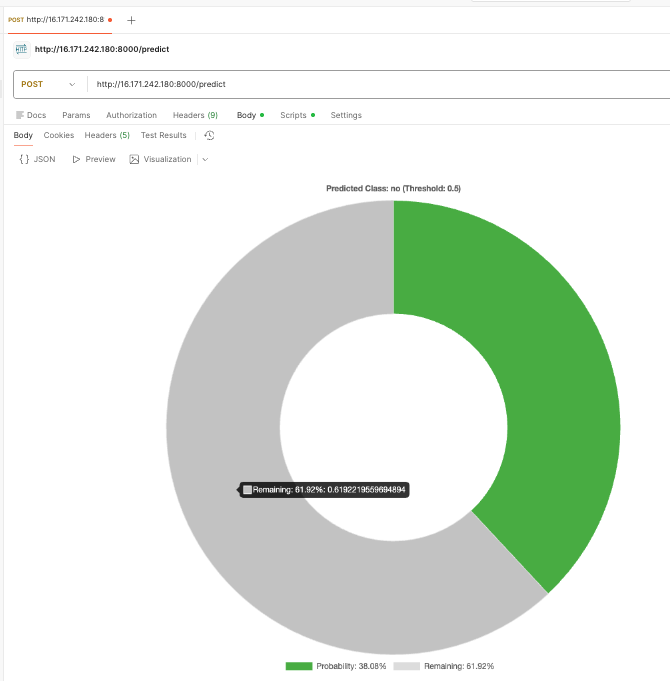 POST http://16.171.242.180:8
http://16.171.242.180:8000/predict
POST http://16.171.242.180:8000/predict
Docs Params Authorization Headers (9) Body Scripts Settings
Body Cookies Headers (5) Test Results
{} JSON Preview Visualization
Predicted Class: no (Threshold: 0.5)
Remaining: 61.92%: 0.6192219559694894
Probability: 38.08% Remaining: 61.92%